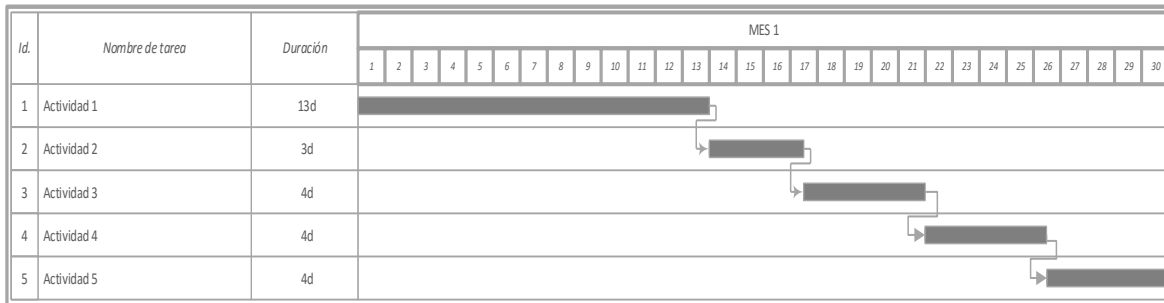 Id. Nombre de tarea Duración MES 1
1 2 3 4 5 6 7 8 9 10 11 12 13 14 15 16 17 18 19 20 21 22 23 24 25 26 27 28 29 30
1 Actividad 1 13d
2 Actividad 2 3d
3 Actividad 3 4d
4 Actividad 4 4d
5 Actividad 5 4d